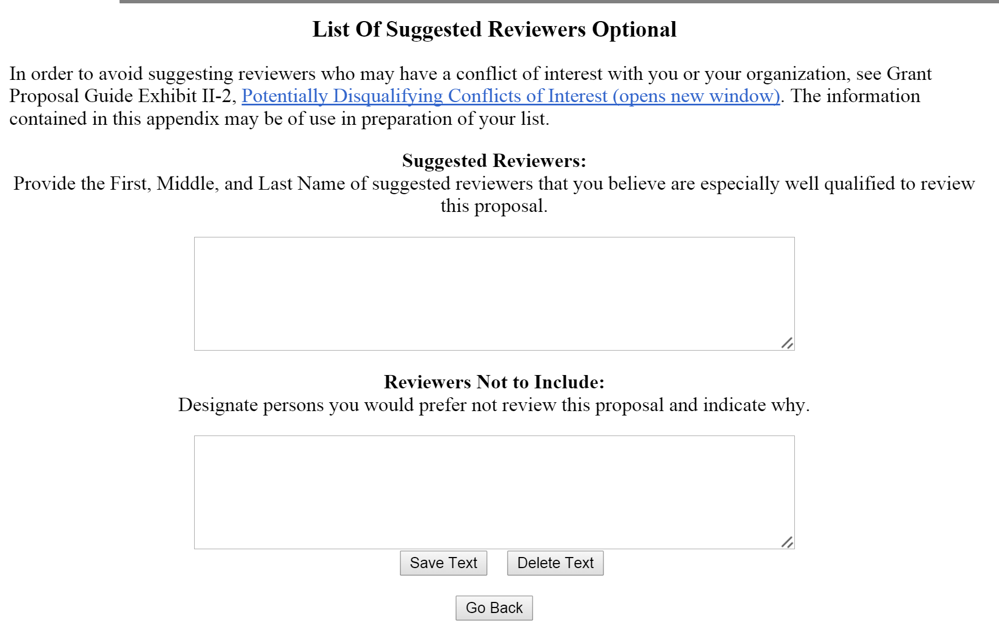 List Of Suggested Reviewers Optional
In order to avoid suggesting reviewers who may have a conflict of interest with you or your organization, see Grant
Proposal Guide Exhibit II-2, Potentially Disqualifying Conflicts of Interest (opens new window). The information
contained in this appendix may be of use in preparation of your list.
Suggested Reviewers:
Provide the First, Middle, and Last Name of suggested reviewers that you believe are especially well qualified to review
this proposal.
Reviewers Not to Include:
Designate persons you would prefer not review this proposal and indicate why.
Save Text Delete Text
Go Back